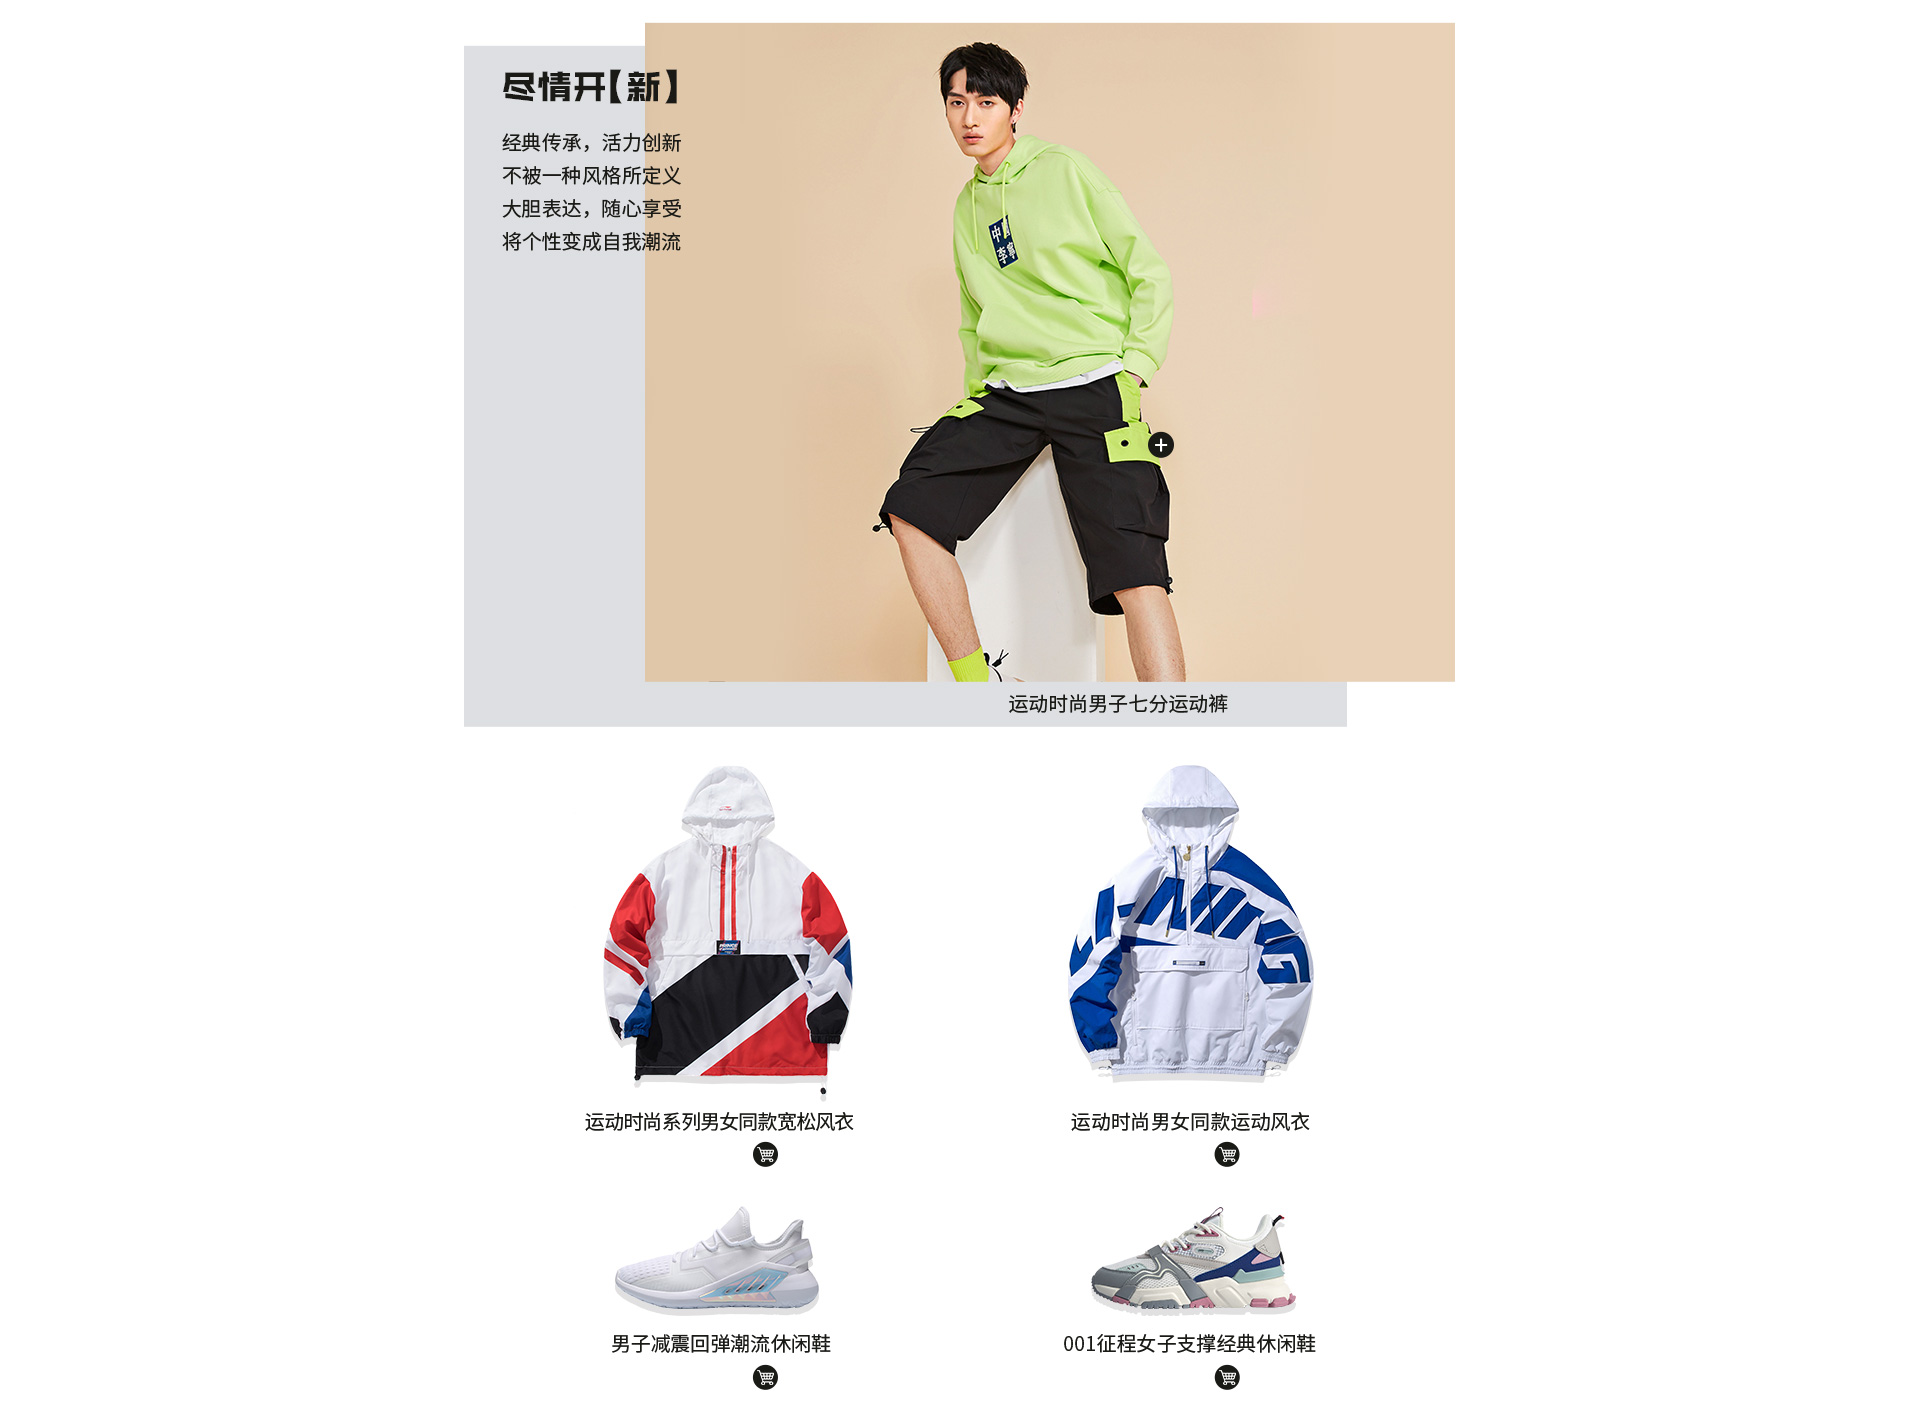 尽情开【新】
经典传承，活力创新
不被一种风格所定义
大胆表达，随心享受
将个性变成自我潮流
中國
李寧
运动时尚男子七分运动裤
运动时尚系列男女同款宽松风衣
运动时尚男女同款运动风衣
男子减震回弹潮流休闲鞋
001征程女子支撑经典休闲鞋